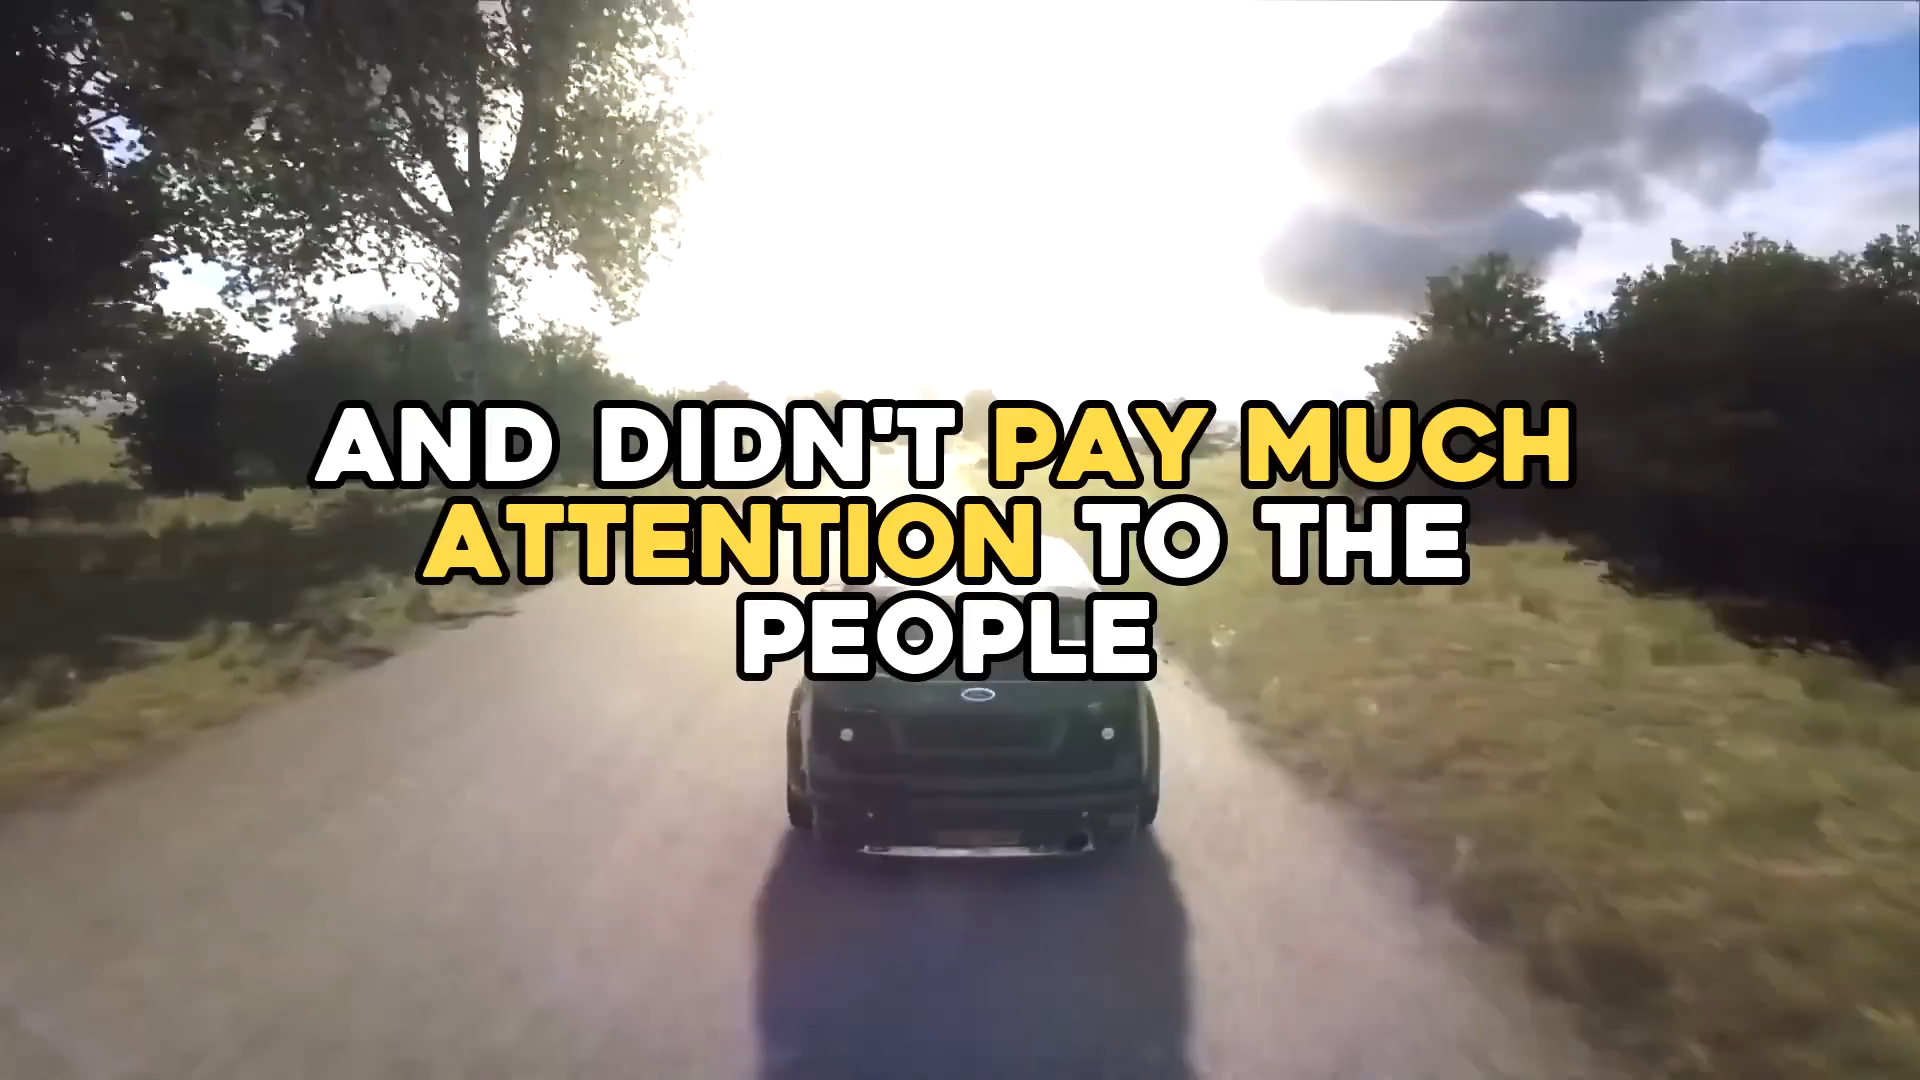 AND DIDN'T PAY MUCH
ATTENTION TO THE
PEOPLE